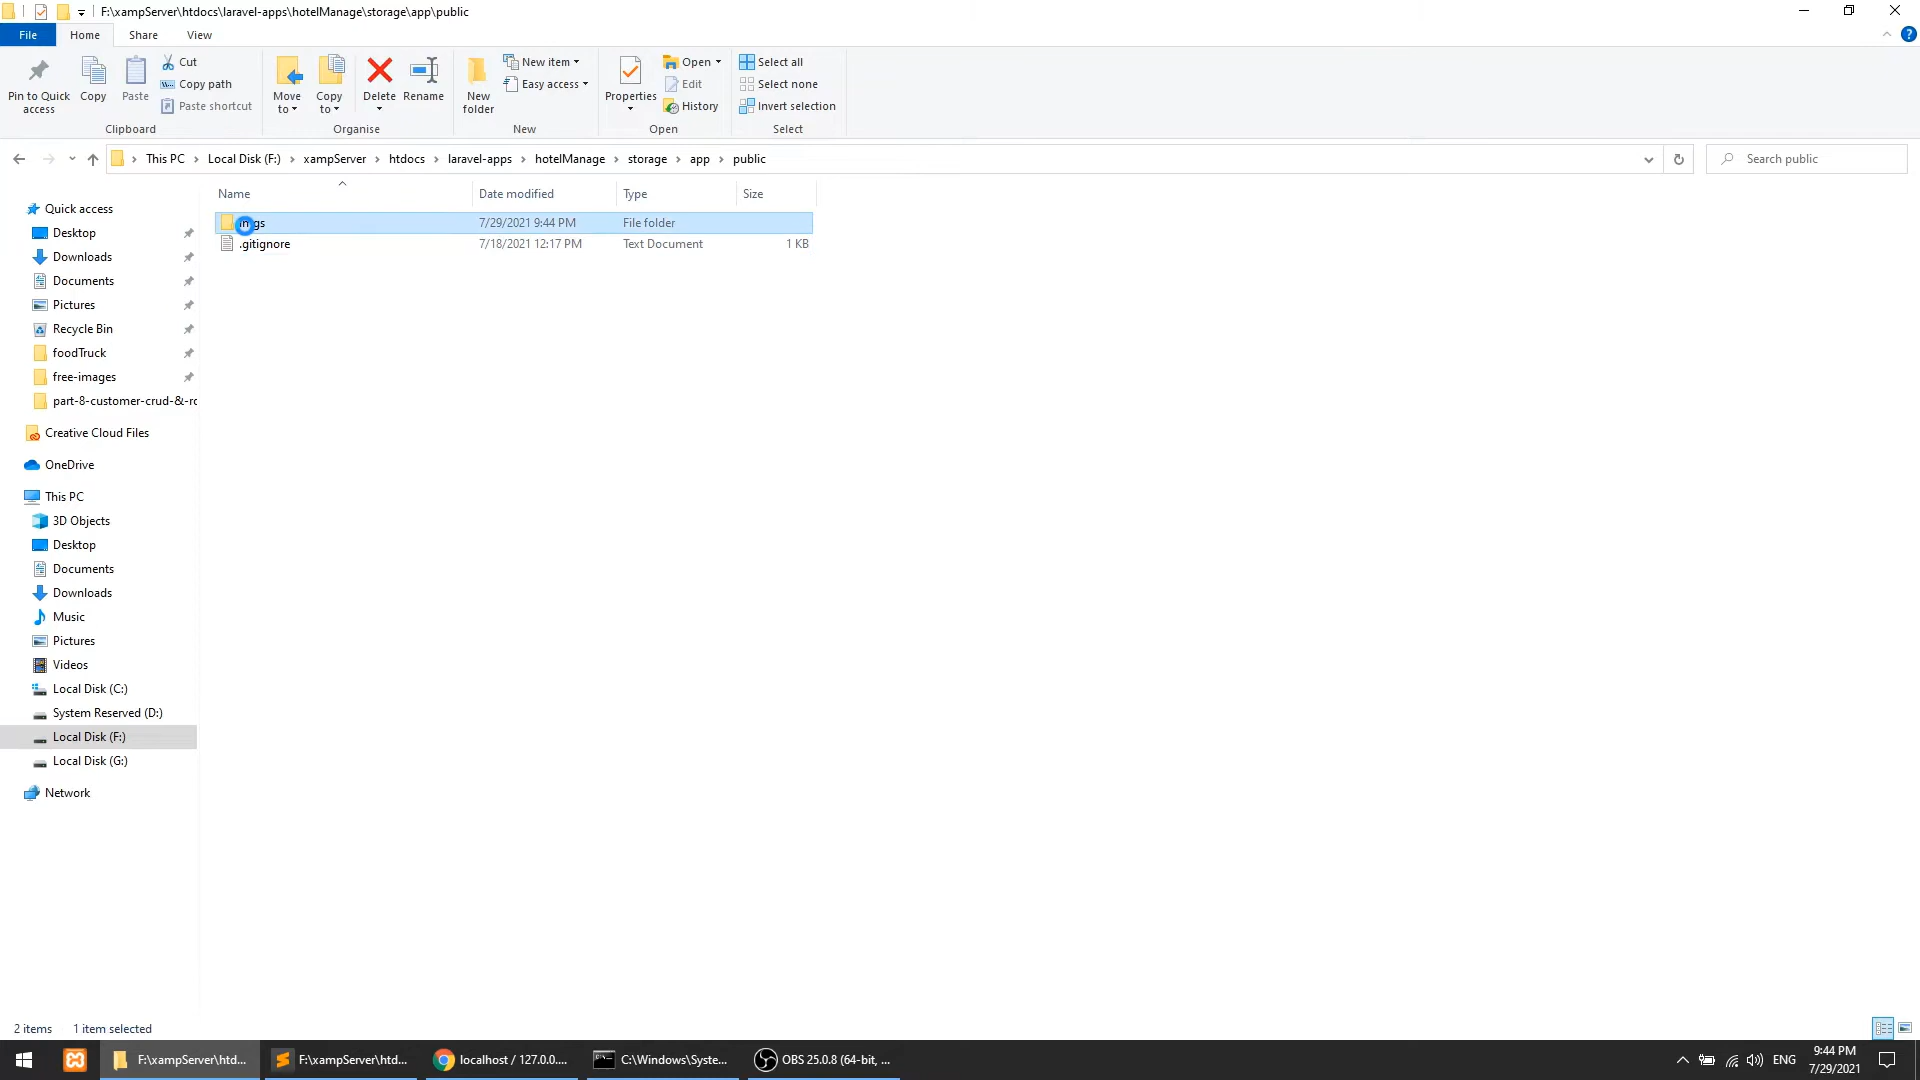 F:\xampServer\htdocs\laravel-apps\hotelManage\storage\app\public
File Home Share View
Pin to Quick access
Copy
Paste
Cut
Copy path
Paste shortcut
Clipboard
Move to
Copy to
Delete
Rename
Organise
New folder
New item
Easy access
New
Properties
Open
Edit
History
Open
Select all
Select none
Invert selection
Select
This PC › Local Disk (F:) › xampServer › htdocs › laravel-apps › hotelManage › storage › app › public
Search public
Name Date modified Type Size
7/29/2021 9:44 PM File folder
.gitignore 7/18/2021 12:17 PM Text Document 1 KB
Quick access
Desktop
Downloads
Documents
Pictures
Recycle Bin
foodTruck
free-images
part-8-customer-crud-&-ro
Creative Cloud Files
OneDrive
This PC
3D Objects
Desktop
Documents
Downloads
Music
Pictures
Videos
Local Disk (C:)
System Reserved (D:)
Local Disk (F:)
Local Disk (G:)
Network
2 items 1 item selected
F:\xampServer\htd...
F:\xampServer\htd...
localhost / 127.0.0....
C:\Windows\Syste...
OBS 25.0.8 (64-bit, ...
ENG
9:44 PM
7/29/2021